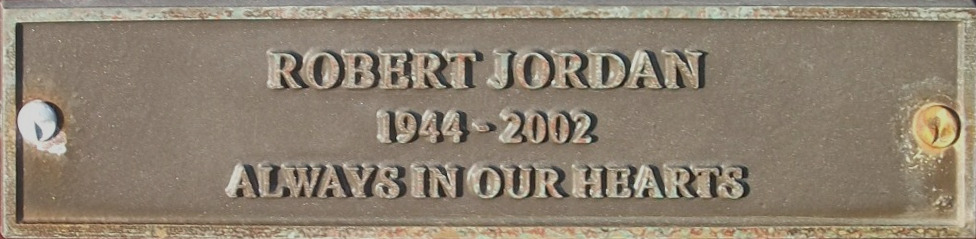 ROBERT JORDAN
1944 - 2002
ALWAYS IN OUR HEARTS